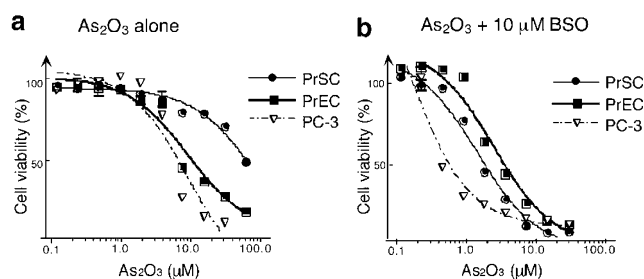 a
As₂O₃ alone
Cell viability (%)
100
50
PrSC
PrEC
PC-3
0.1 1.0 10.0 100.0
As₂O₃ (μM)
b
As₂O₃ + 10 μM BSO
Cell viability (%)
100
50
PrSC
PrEC
PC-3
0.1 1.0 10.0 100.0
As₂O₃ (μM)